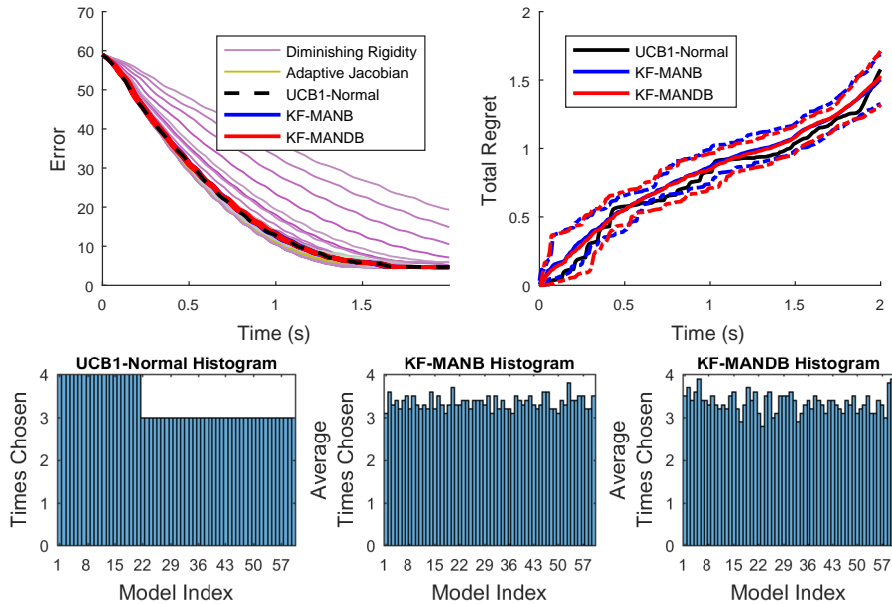 70
60
50
40
30
20
10
0
Error
0
0.5
1
1.5
Time (s)
Diminishing Rigidity
Adaptive Jacobian
UCB1-Normal
KF-MANB
KF-MANDB
2
1.5
1
0.5
0
Total Regret
0
0.5
1
1.5
2
Time (s)
UCB1-Normal
KF-MANB
KF-MANDB
UCB1-Normal Histogram
4
3
2
1
0
Times Chosen
1 8 15 22 29 36 43 50 57
Model Index
KF-MANB Histogram
4
3
2
1
0
Average
Times Chosen
1 8 15 22 29 36 43 50 57
Model Index
KF-MANDB Histogram
4
3
2
1
0
Average
Times Chosen
1 8 15 22 29 36 43 50 57
Model Index